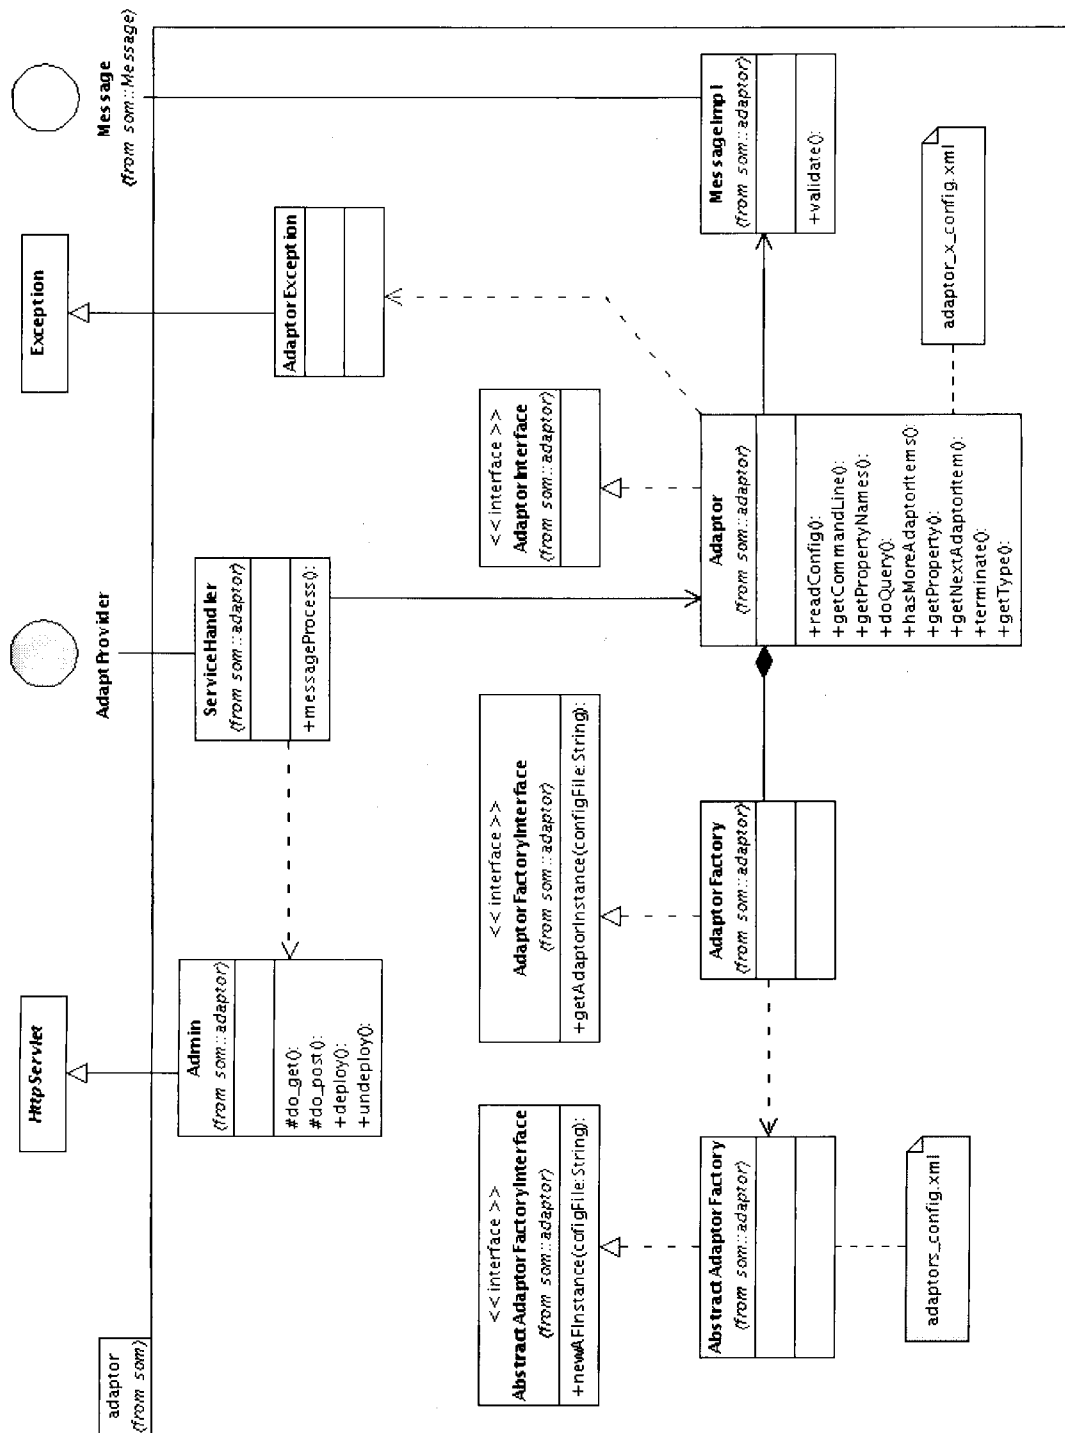 adaptor
(from som)
HttpServlet
AdaptProvider
Exception
Message
(from som::Message)
Admin
(from som::adaptor)
#do_get():
#do_post():
+deploy():
+undeploy():
ServiceHandler
(from som::adaptor)
+messageProcess():
AdaptorException
<<interface>>
AbstractAdaptorFactoryInterface
(from som::adaptor)
+newAFInstance(cofigFile:String):
<<interface>>
AdaptorFactoryInterface
(from som::adaptor)
+getAdaptorInstance(configFile:String):
<<interface>>
AdaptorInterface
(from som::adaptor)
AbstractAdaptorFactory
(from som::adaptor)
AdaptorFactory
(from som::adaptor)
Adaptor
(from som::adaptor)
+readConfig():
+getCommandLine():
+getPropertyNames():
+doQuery():
+hasMoreAdaptorItems():
+getProperty():
+getNextAdaptorItem():
+terminate():
+getType():
MessageImpl
(from som::adaptor)
+validate():
adaptors_config.xml
adaptor_x_config.xml